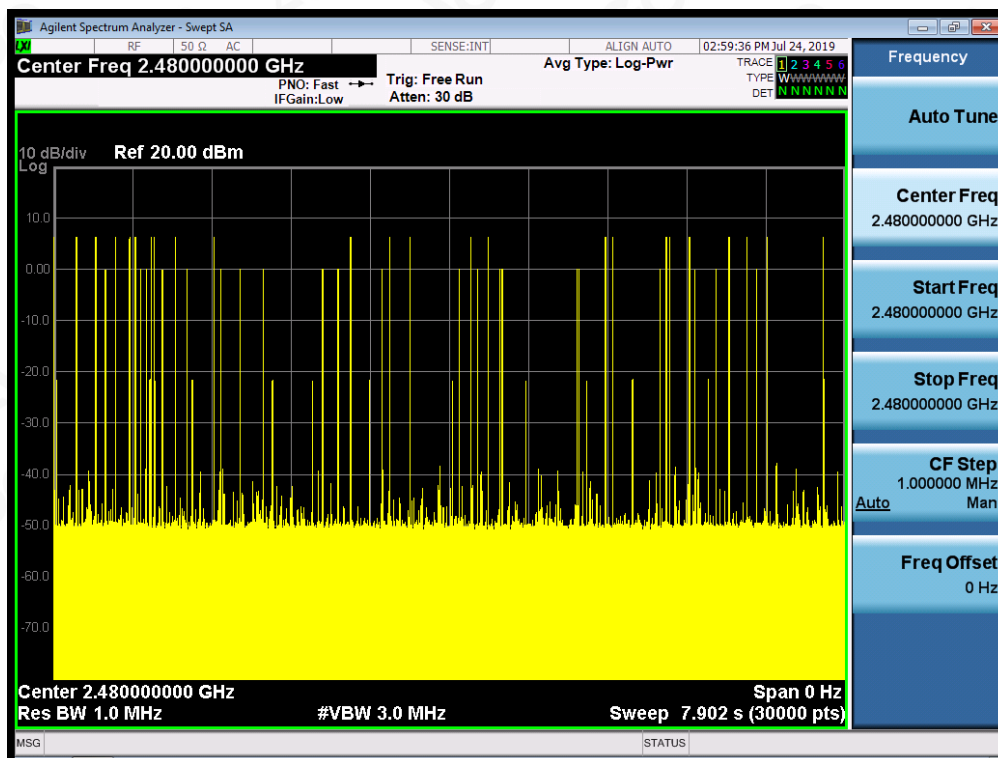 Agilent Spectrum Analyzer - Swept SA
LXI RF 50 Ω AC SENSE:INT ALIGN AUTO 02:59:36 PM Jul 24, 2019
Center Freq 2.480000000 GHz
PNO: Fast
IFGain:Low
Trig: Free Run
Atten: 30 dB
Avg Type: Log-Pwr
TRACE 1 2 3 4 5 6
TYPE WWWWWW
DET N N N N N N
10 dB/div
Log
Ref 20.00 dBm
10.0
0.00
-10.0
-20.0
-30.0
-40.0
-50.0
-60.0
-70.0
Center 2.480000000 GHz
Span 0 Hz
Res BW 1.0 MHz
#VBW 3.0 MHz
Sweep 7.902 s (30000 pts)
MSG
STATUS
Frequency
Auto Tune
Center Freq
2.480000000 GHz
Start Freq
2.480000000 GHz
Stop Freq
2.480000000 GHz
CF Step
1.000000 MHz
Auto Man
Freq Offset
0 Hz